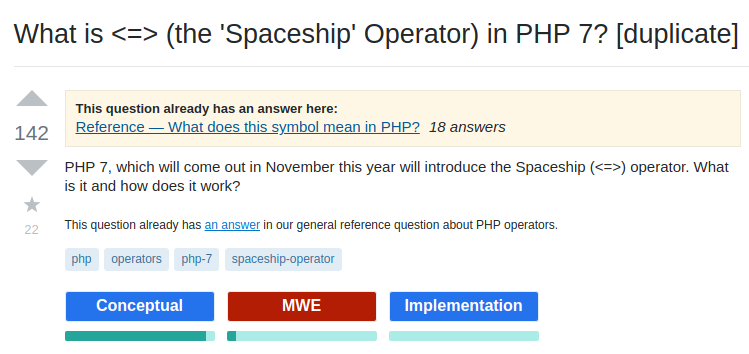 What is <=> (the 'Spaceship' Operator) in PHP 7? [duplicate]
This question already has an answer here:
Reference — What does this symbol mean in PHP? 18 answers
142
PHP 7, which will come out in November this year will introduce the Spaceship (<=>) operator. What
is it and how does it work?
22
This question already has an answer in our general reference question about PHP operators.
php operators php-7 spaceship-operator
Conceptual MWE Implementation